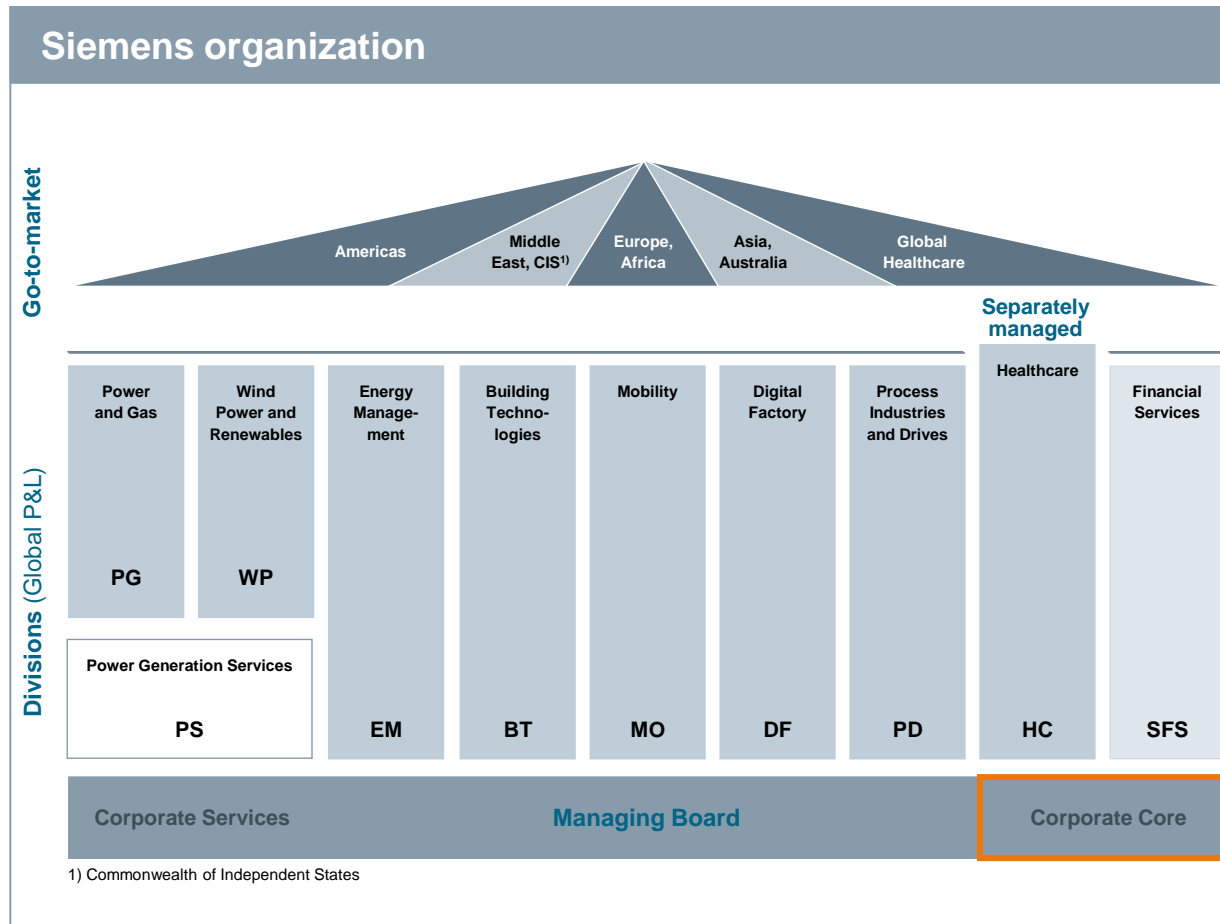 Siemens organization
Go-to-market
Americas
Middle
East, CIS1)
Europe,
Africa
Asia,
Australia
Global
Healthcare
Separately
managed
Divisions (Global P&L)
Power
and Gas
PG
Wind
Power and
Renewables
WP
Power Generation Services
PS
Energy
Manage-
ment
EM
Building
Techno-
logies
BT
Mobility
MO
Digital
Factory
DF
Process
Industries
and Drives
PD
Healthcare
HC
Financial
Services
SFS
Corporate Services
Managing Board
Corporate Core
1) Commonwealth of Independent States